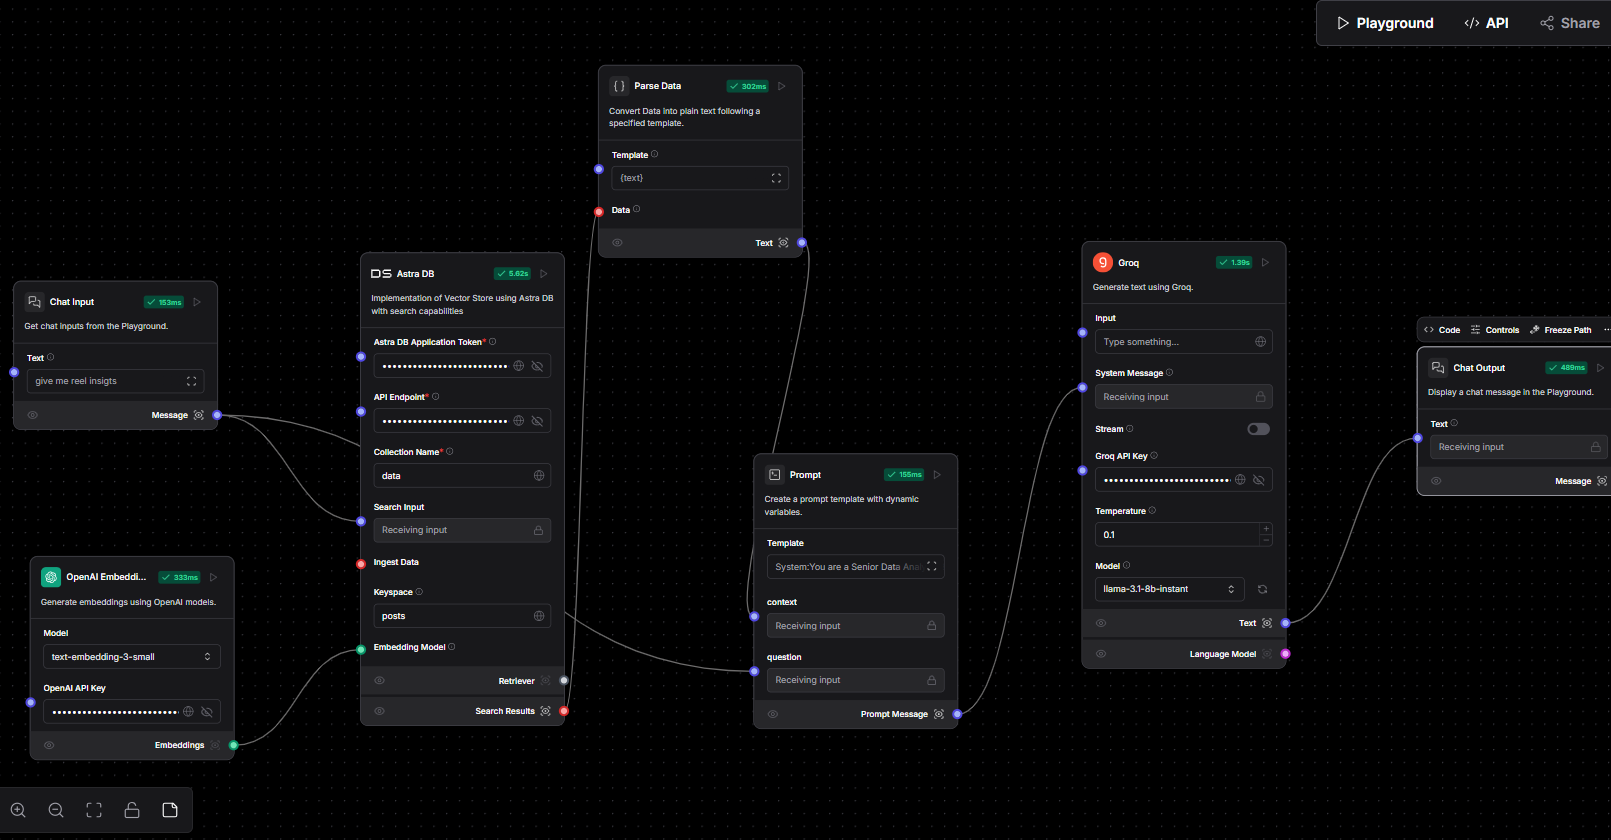 Playground
API
Share
Parse Data
302ms
Convert Data into plain text following a
specified template.
Template
{text}
Data
Text
Chat Input
153ms
Get chat inputs from the Playground.
Text
give me reel insigts
Message
OpenAI Embeddi...
333ms
Generate embeddings using OpenAI models.
Model
text-embedding-3-small
OpenAI API Key
Embeddings
DS Astra DB
5.62s
Implementation of Vector Store using Astra DB
with search capabilities
Astra DB Application Token*
API Endpoint*
Collection Name*
data
Search Input
Receiving input
Ingest Data
Keyspace
posts
Embedding Model
Retriever
Search Results
Prompt
155ms
Create a prompt template with dynamic
variables.
Template
System:You are a Senior Data Anal
context
Receiving input
question
Receiving input
Prompt Message
Groq
1.39s
Generate text using Groq.
Input
Type something...
System Message
Receiving input
Stream
Groq API Key
Temperature
0.1
Model
llama-3.1-8b-instant
Text
Language Model
Code
Controls
Freeze Path
Chat Output
489ms
Display a chat message in the Playground.
Text
Receiving input
Message